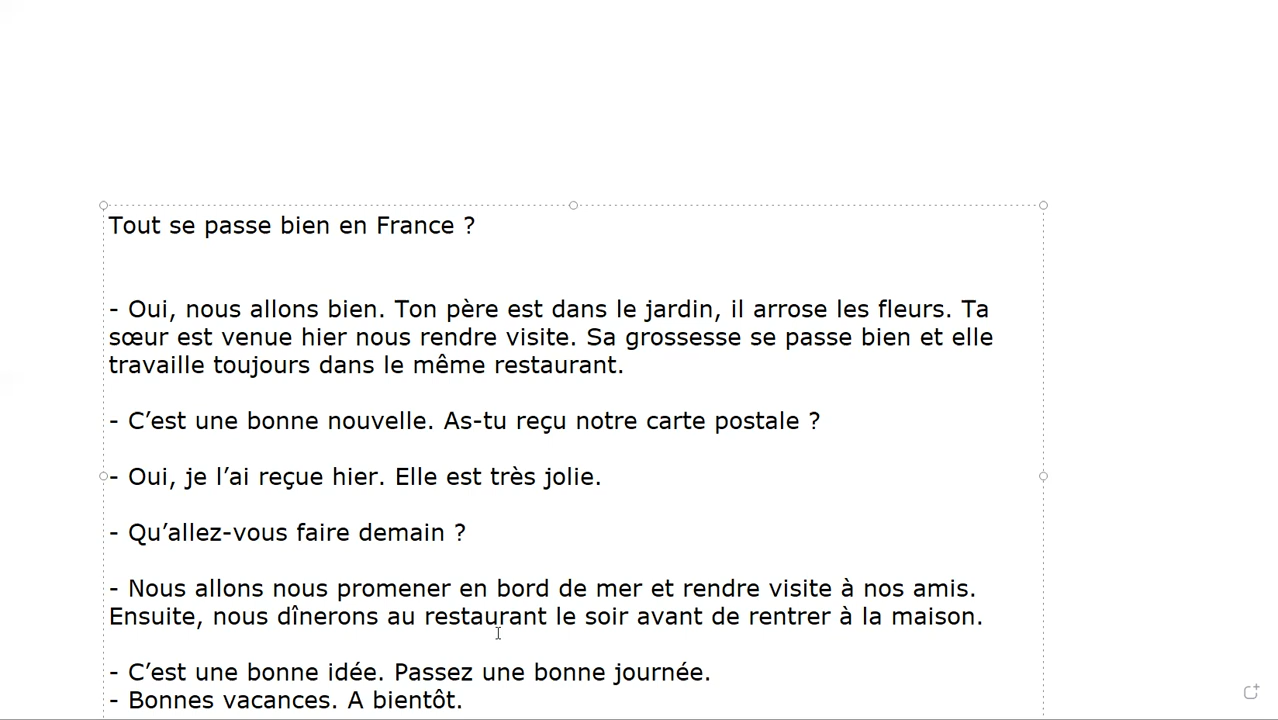 Tout se passe bien en France ?
- Oui, nous allons bien. Ton père est dans le jardin, il arrose les fleurs. Ta
sœur est venue hier nous rendre visite. Sa grossesse se passe bien et elle
travaille toujours dans le même restaurant.
- C’est une bonne nouvelle. As-tu reçu notre carte postale ?
- Oui, je l’ai reçue hier. Elle est très jolie.
- Qu’allez-vous faire demain ?
- Nous allons nous promener en bord de mer et rendre visite à nos amis.
Ensuite, nous dînerons au restaurant le soir avant de rentrer à la maison.
- C’est une bonne idée. Passez une bonne journée.
- Bonnes vacances. A bientôt.